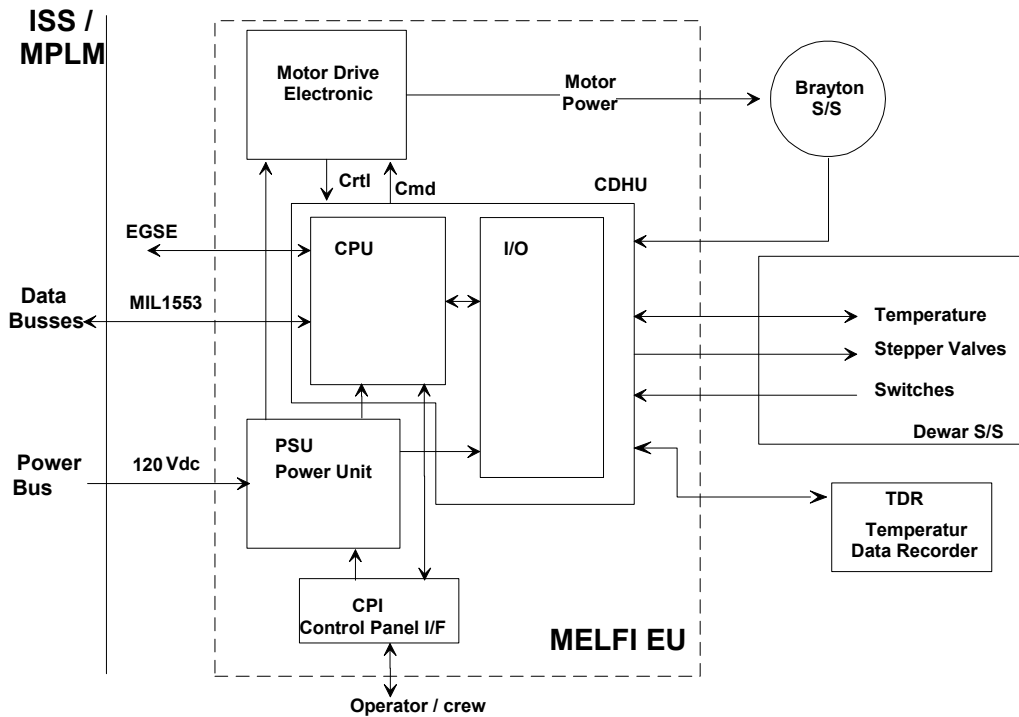 ISS /
MPLM
Motor Drive
Electronic
Motor
Power
Brayton
S/S
Crtl
Cmd
CDHU
EGSE
CPU
I/O
Data
Busses
MIL1553
Temperature
Stepper Valves
Switches
Dewar S/S
Power
Bus
120 Vdc
PSU
Power Unit
TDR
Temperatur
Data Recorder
CPI
Control Panel I/F
MELFI EU
Operator / crew